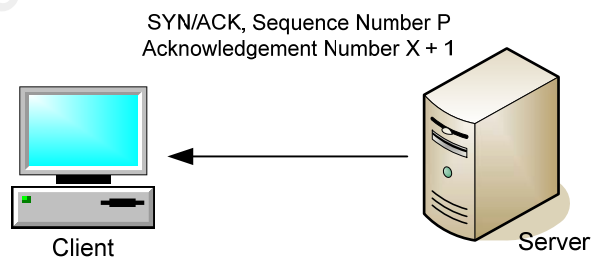 SYN/ACK, Sequence Number P
Acknowledgement Number X + 1
Client
Server